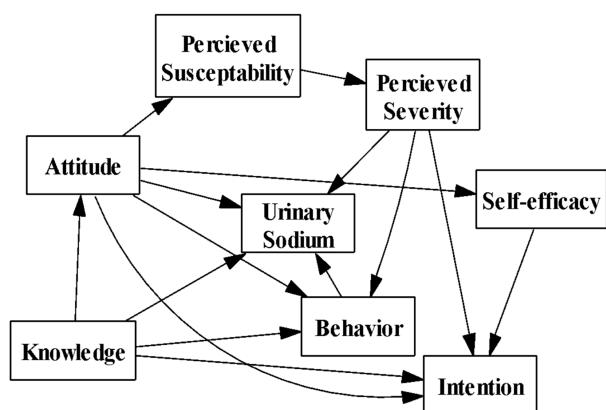 Percieved
Susceptability
Percieved
Severity
Attitude
Self-efficacy
Urinary
Sodium
Behavior
Knowledge
Intention